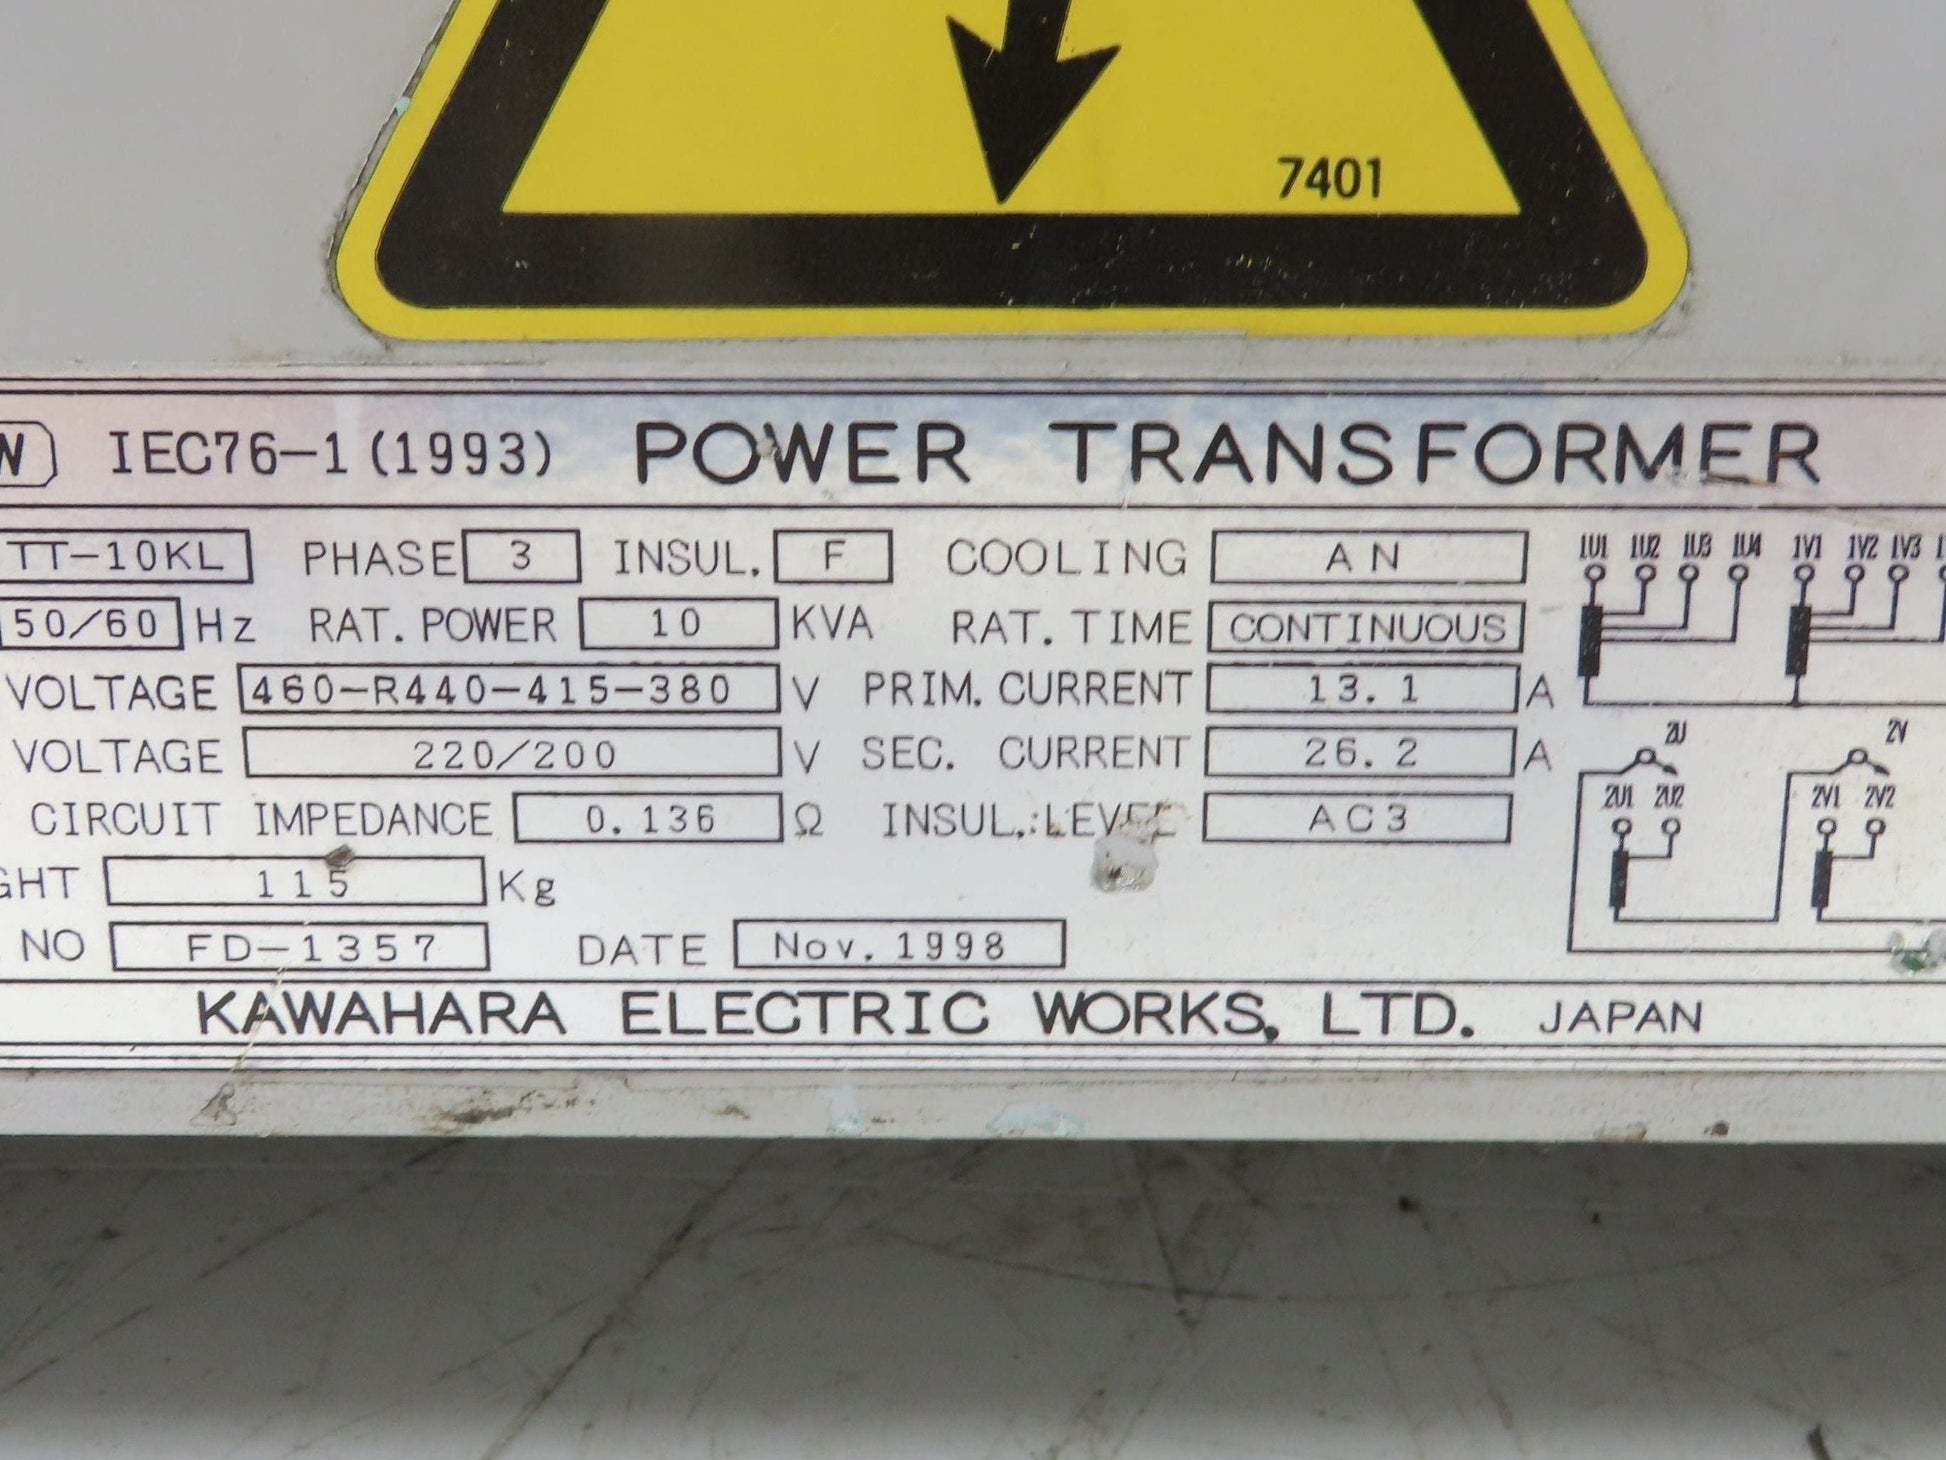 7401
W IEC76-1(1993) POWER TRANSFORMER
TT-10KL PHASE 3 INSUL. F COOLING AN
50/60 Hz RAT. POWER 10 KVA RAT. TIME CONTINUOUS
VOLTAGE 460-R440-415-380 V PRIM. CURRENT 13.1 A
VOLTAGE 220/200 V SEC. CURRENT 26.2 A
CIRCUIT IMPEDANCE 0.136 Ω INSUL. LEVEL AC3
GHT 115 Kg
NO FD-1357 DATE Nov. 1998
KAWAHARA ELECTRIC WORKS, LTD. JAPAN
1U1 1U2 1U3 1U4 1V1 1V2 1V3
2U 2V
2U1 2U2 2V1 2V2